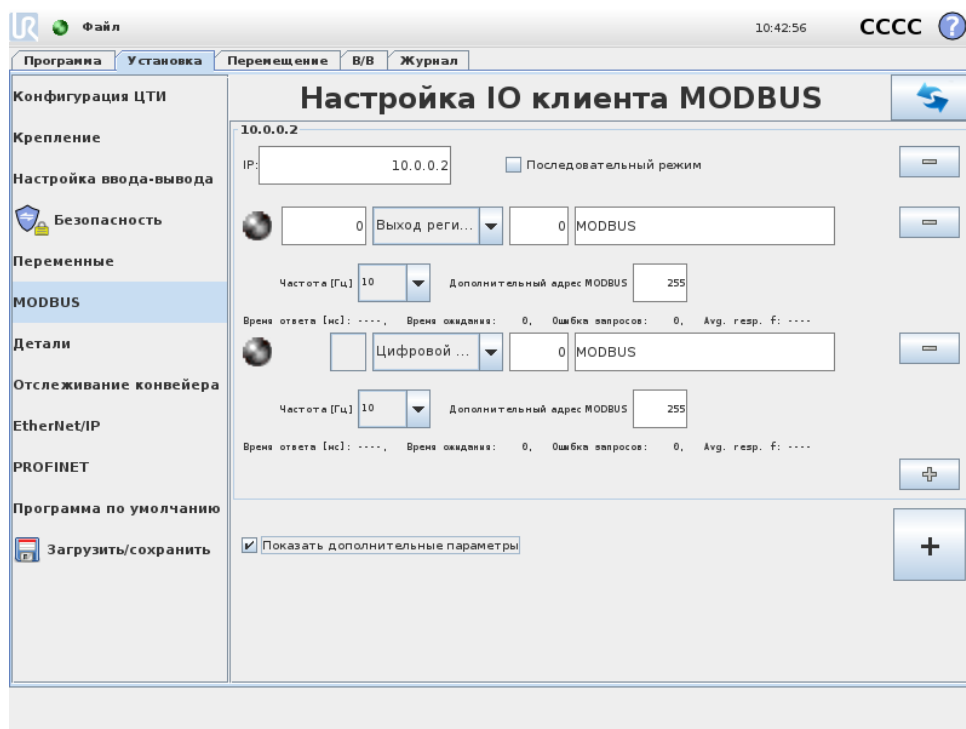 UR Файл 10:42:56 CCCC ?
Программа Установка Перемещение В/В Журнал
Конфигурация ЦТИ
Крепление
Настройка ввода-вывода
Безопасность
Переменные
MODBUS
Детали
Отслеживание конвейера
EtherNet/IP
PROFINET
Программа по умолчанию
Загрузить/сохранить
Настройка IO клиента MODBUS
10.0.0.2
IP: 10.0.0.2 Последовательный режим
0 Выход реги... 0 MODBUS
Частота [Гц] 10 Дополнительный адрес MODBUS 255
Время ответа [мс]: ----, Время ожидания: 0, Ошибка запросов: 0, Avg. resp. f: ----
Цифровой ... 0 MODBUS
Частота [Гц] 10 Дополнительный адрес MODBUS 255
Время ответа [мс]: ----, Время ожидания: 0, Ошибка запросов: 0, Avg. resp. f: ----
Показать дополнительные параметры